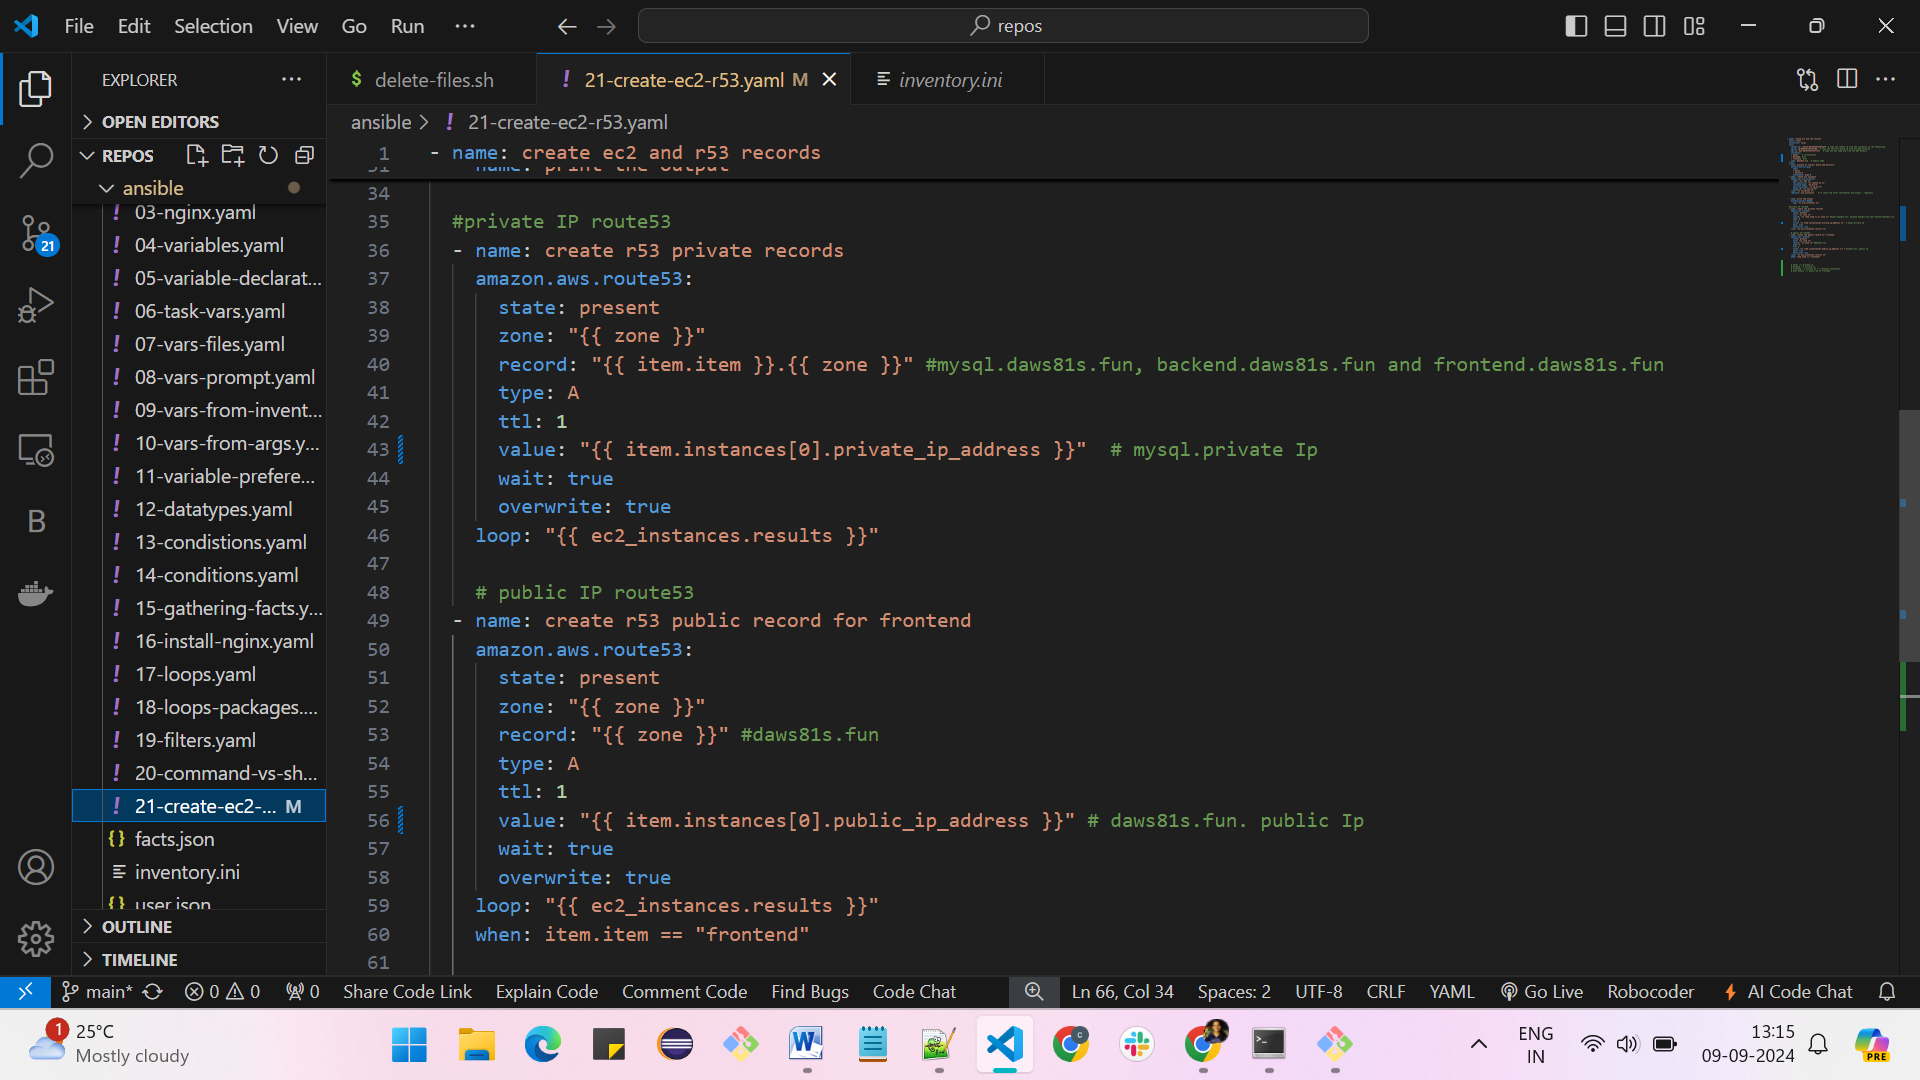 File Edit Selection View Go Run ···
repos
EXPLORER ···
OPEN EDITORS
REPOS
ansible
03-nginx.yaml
04-variables.yaml
05-variable-declarat...
06-task-vars.yaml
07-vars-files.yaml
08-vars-prompt.yaml
09-vars-from-invent...
10-vars-from-args.y...
11-variable-prefere...
12-datatypes.yaml
13-condistions.yaml
14-conditions.yaml
15-gathering-facts.y...
16-install-nginx.yaml
17-loops.yaml
18-loops-packages....
19-filters.yaml
20-command-vs-sh...
21-create-ec2-... M
facts.json
inventory.ini
user.json
OUTLINE
TIMELINE
21
B
$ delete-files.sh
! 21-create-ec2-r53.yaml M
inventory.ini
ansible > ! 21-create-ec2-r53.yaml
1 - name: create ec2 and r53 records
31 name: print the output
34
35 #private IP route53
36 - name: create r53 private records
37 amazon.aws.route53:
38 state: present
39 zone: "{{ zone }}"
40 record: "{{ item.item }}.{{ zone }}" #mysql.daws81s.fun, backend.daws81s.fun and frontend.daws81s.fun
41 type: A
42 ttl: 1
43 value: "{{ item.instances[0].private_ip_address }}"  # mysql.private Ip
44 wait: true
45 overwrite: true
46 loop: "{{ ec2_instances.results }}"
47
48 # public IP route53
49 - name: create r53 public record for frontend
50 amazon.aws.route53:
51 state: present
52 zone: "{{ zone }}"
53 record: "{{ zone }}" #daws81s.fun
54 type: A
55 ttl: 1
56 value: "{{ item.instances[0].public_ip_address }}" # daws81s.fun. public Ip
57 wait: true
58 overwrite: true
59 loop: "{{ ec2_instances.results }}"
60 when: item.item == "frontend"
61
main* 0 0 0 Share Code Link Explain Code Comment Code Find Bugs Code Chat Ln 66, Col 34 Spaces: 2 UTF-8 CRLF YAML Go Live Robocoder AI Code Chat
1 25°C
Mostly cloudy
ENG
IN
13:15
09-09-2024
PRE